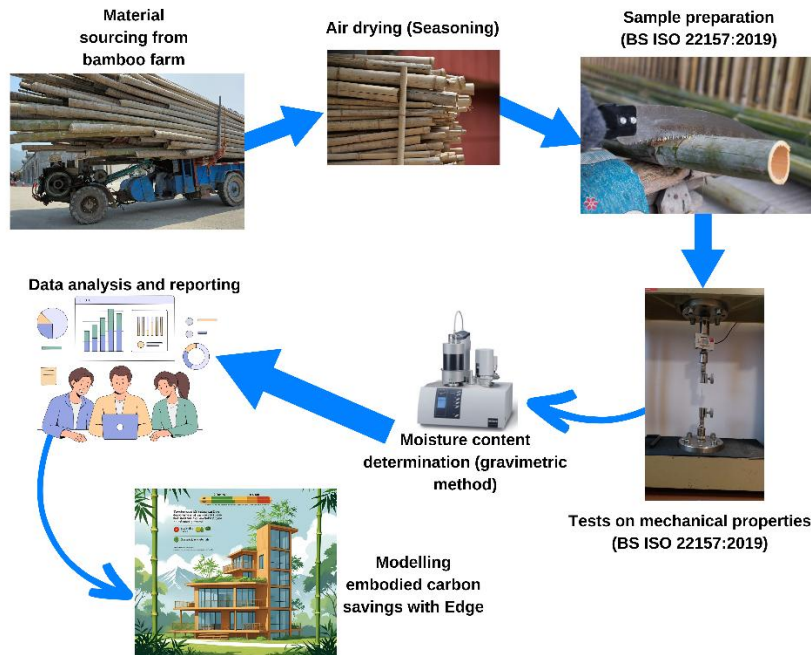 Material
sourcing from
bamboo farm
Air drying (Seasoning)
Sample preparation
(BS ISO 22157:2019)
Tests on mechanical properties
(BS ISO 22157:2019)
Moisture content
determination (gravimetric
method)
Data analysis and reporting
Modelling
embodied carbon
savings with Edge